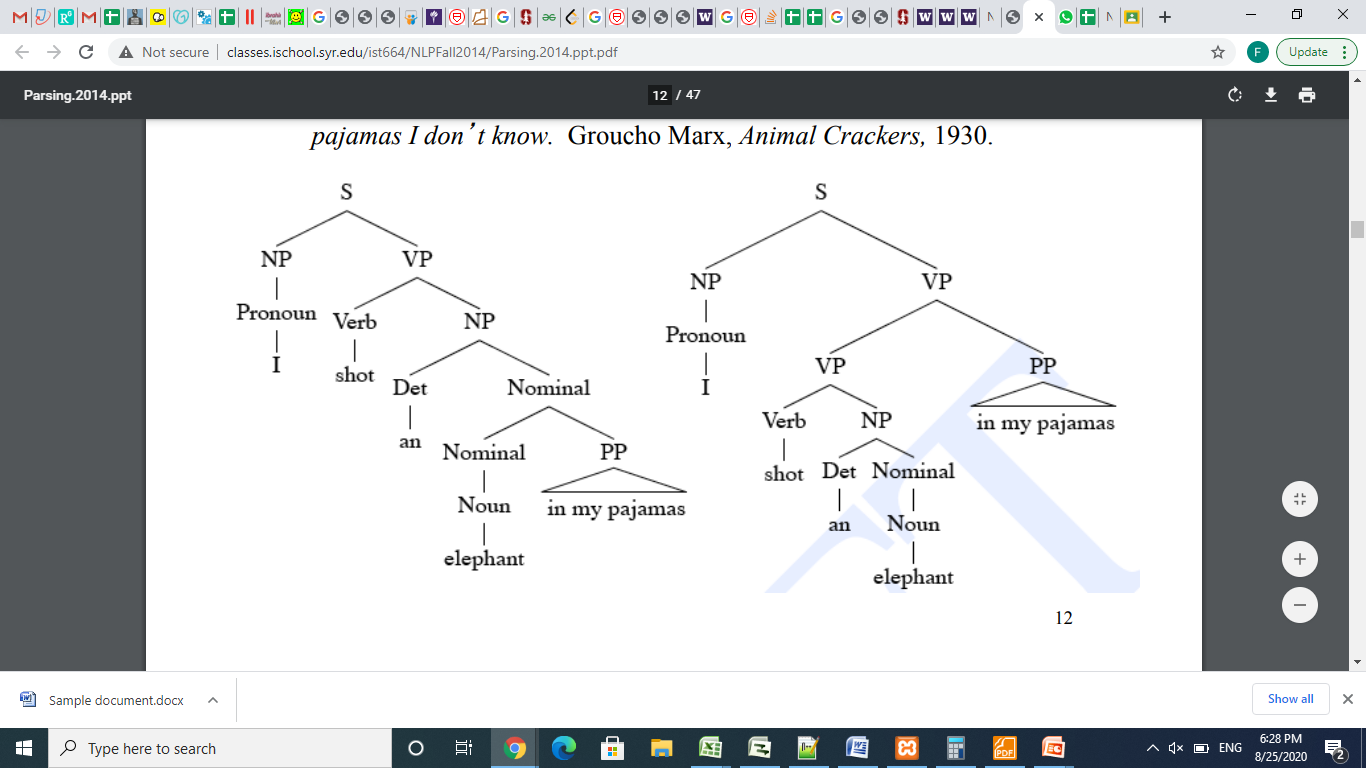 Not secure classes.ischool.syr.edu/ist664/NLPFall2014/Parsing.2014.ppt.pdf F Update
Parsing.2014.ppt 12 / 47
pajamas I don’t know. Groucho Marx, Animal Crackers, 1930.
S S
NP VP NP VP
Pronoun Verb NP Pronoun VP PP
I shot Det Nominal I Verb NP in my pajamas
an Nominal PP shot Det Nominal
Noun in my pajamas an Noun
elephant elephant
12
Sample document.docx Show all
Type here to search ENG 6:28 PM
8/25/2020 2